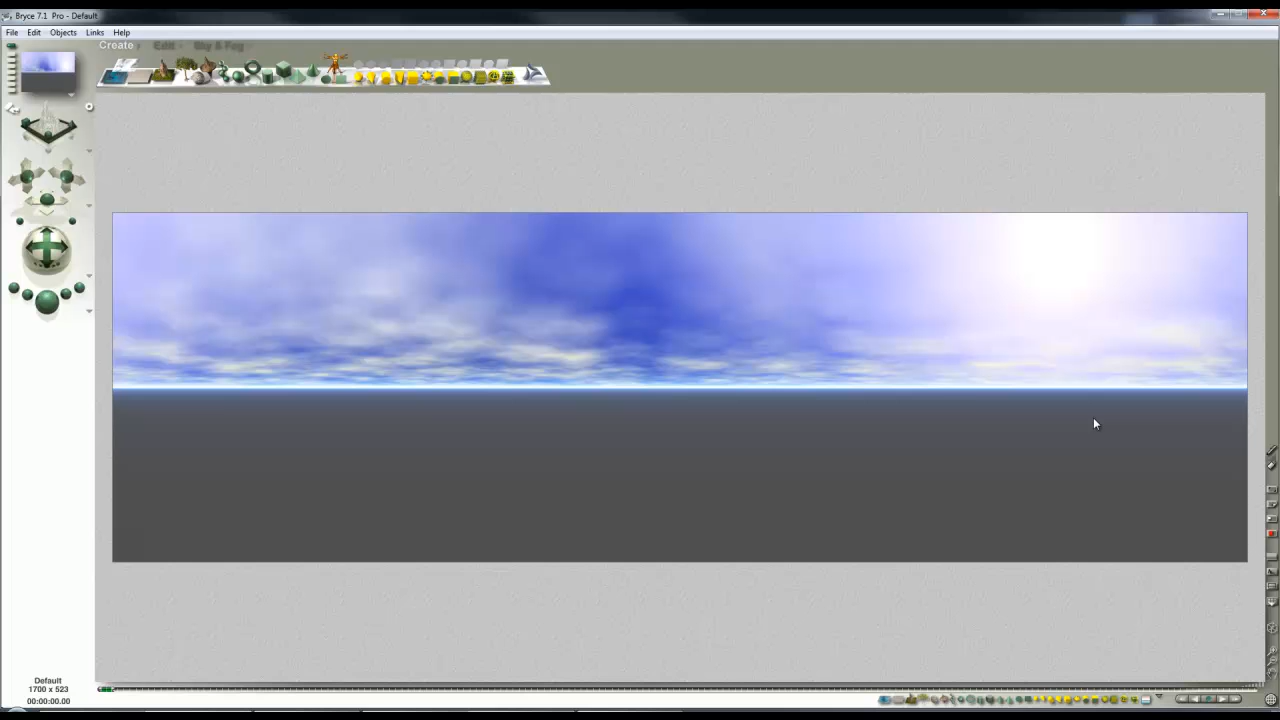 Bryce 7.1 Pro - Default
File Edit Objects Links Help
Create Edit Sky & Fog
Default
1700 x 523
00:00:00.00